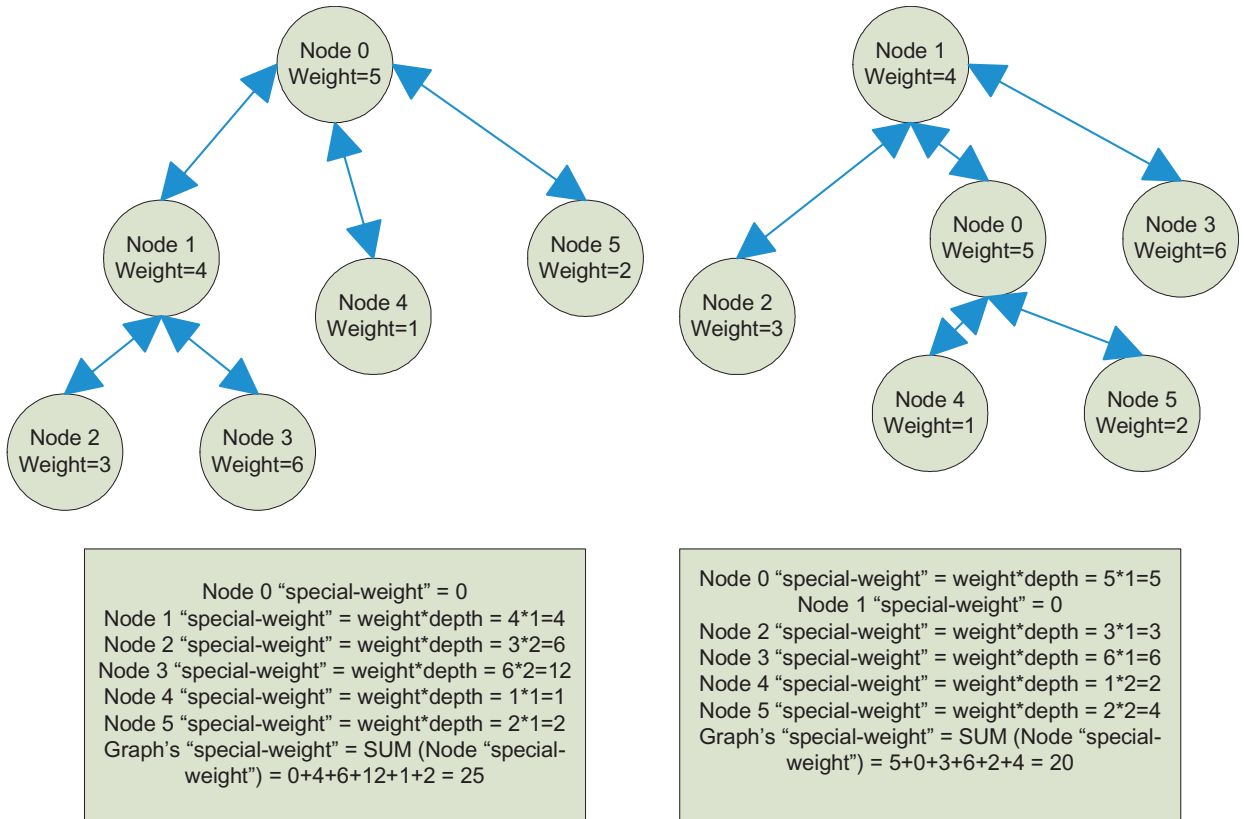 Node 0
Weight=5
Node 1
Weight=4
Node 4
Weight=1
Node 5
Weight=2
Node 2
Weight=3
Node 3
Weight=6
Node 0 “special-weight” = 0
Node 1 “special-weight” = weight*depth = 4*1=4
Node 2 “special-weight” = weight*depth = 3*2=6
Node 3 “special-weight” = weight*depth = 6*2=12
Node 4 “special-weight” = weight*depth = 1*1=1
Node 5 “special-weight” = weight*depth = 2*1=2
Graph's “special-weight” = SUM (Node “special-
weight”) = 0+4+6+12+1+2 = 25
Node 1
Weight=4
Node 2
Weight=3
Node 0
Weight=5
Node 3
Weight=6
Node 4
Weight=1
Node 5
Weight=2
Node 0 “special-weight” = weight*depth = 5*1=5
Node 1 “special-weight” = 0
Node 2 “special-weight” = weight*depth = 3*1=3
Node 3 “special-weight” = weight*depth = 6*1=6
Node 4 “special-weight” = weight*depth = 1*2=2
Node 5 “special-weight” = weight*depth = 2*2=4
Graph's “special-weight” = SUM (Node “special-
weight”) = 5+0+3+6+2+4 = 20